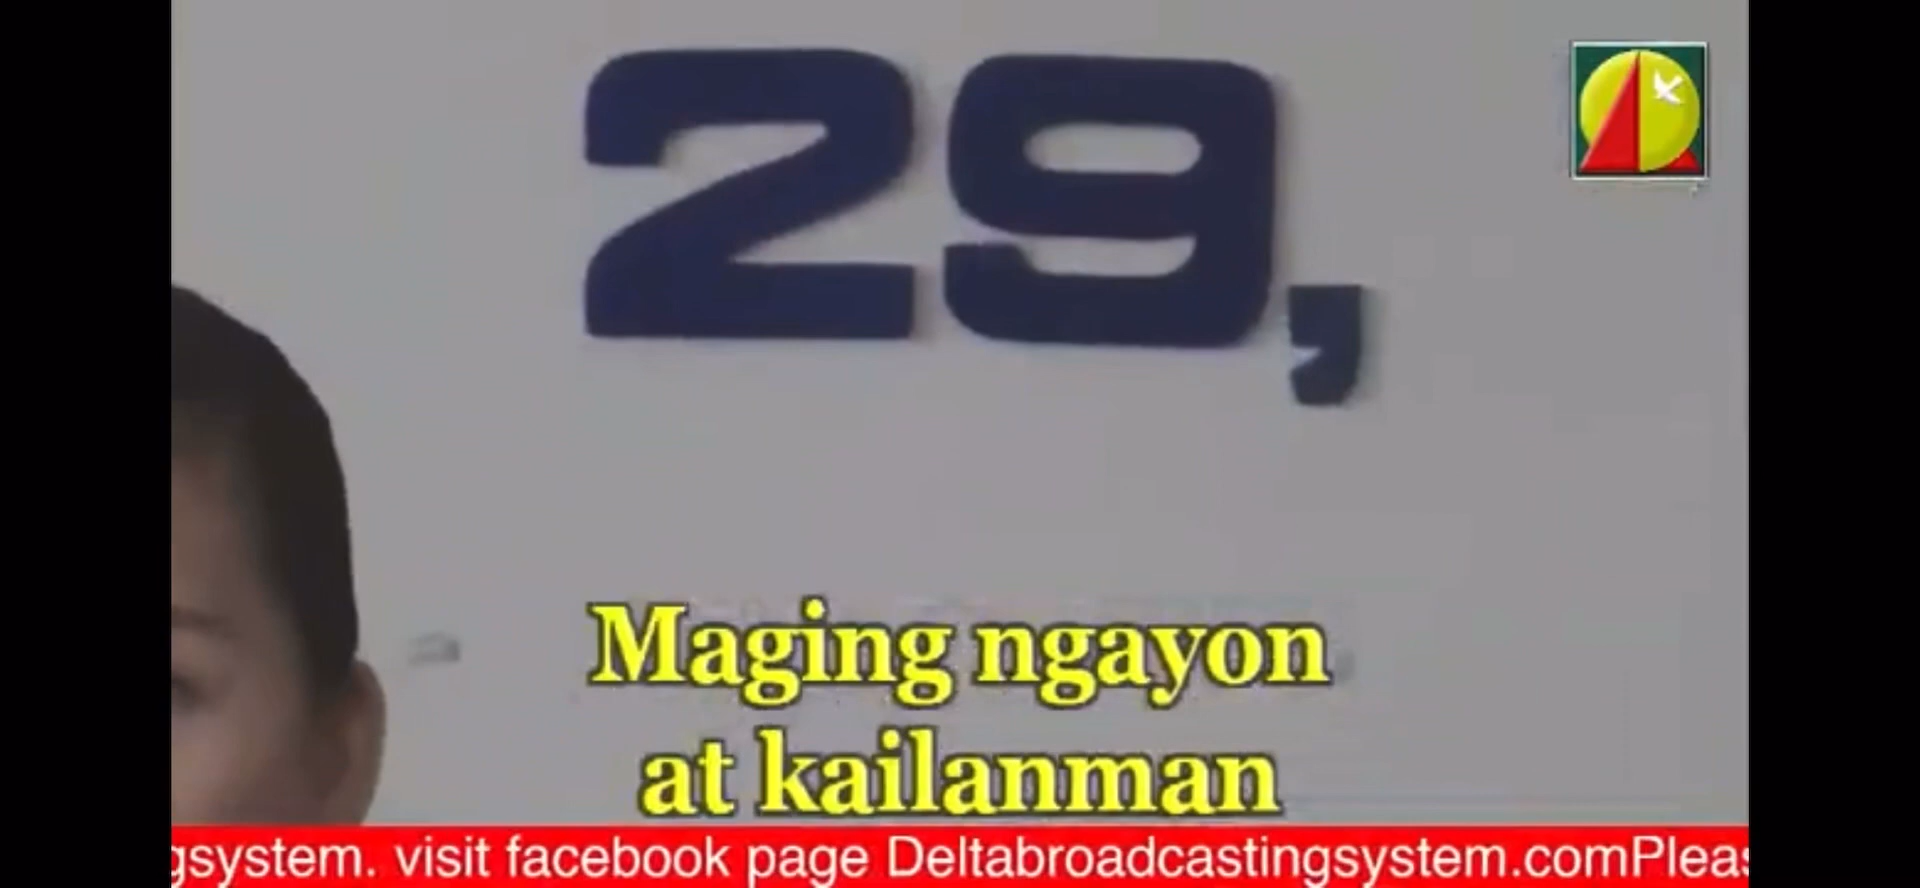 29,
Maging ngayon
at kailanman
gsystem. visit facebook page Deltabroadcastingsystem.comPleas